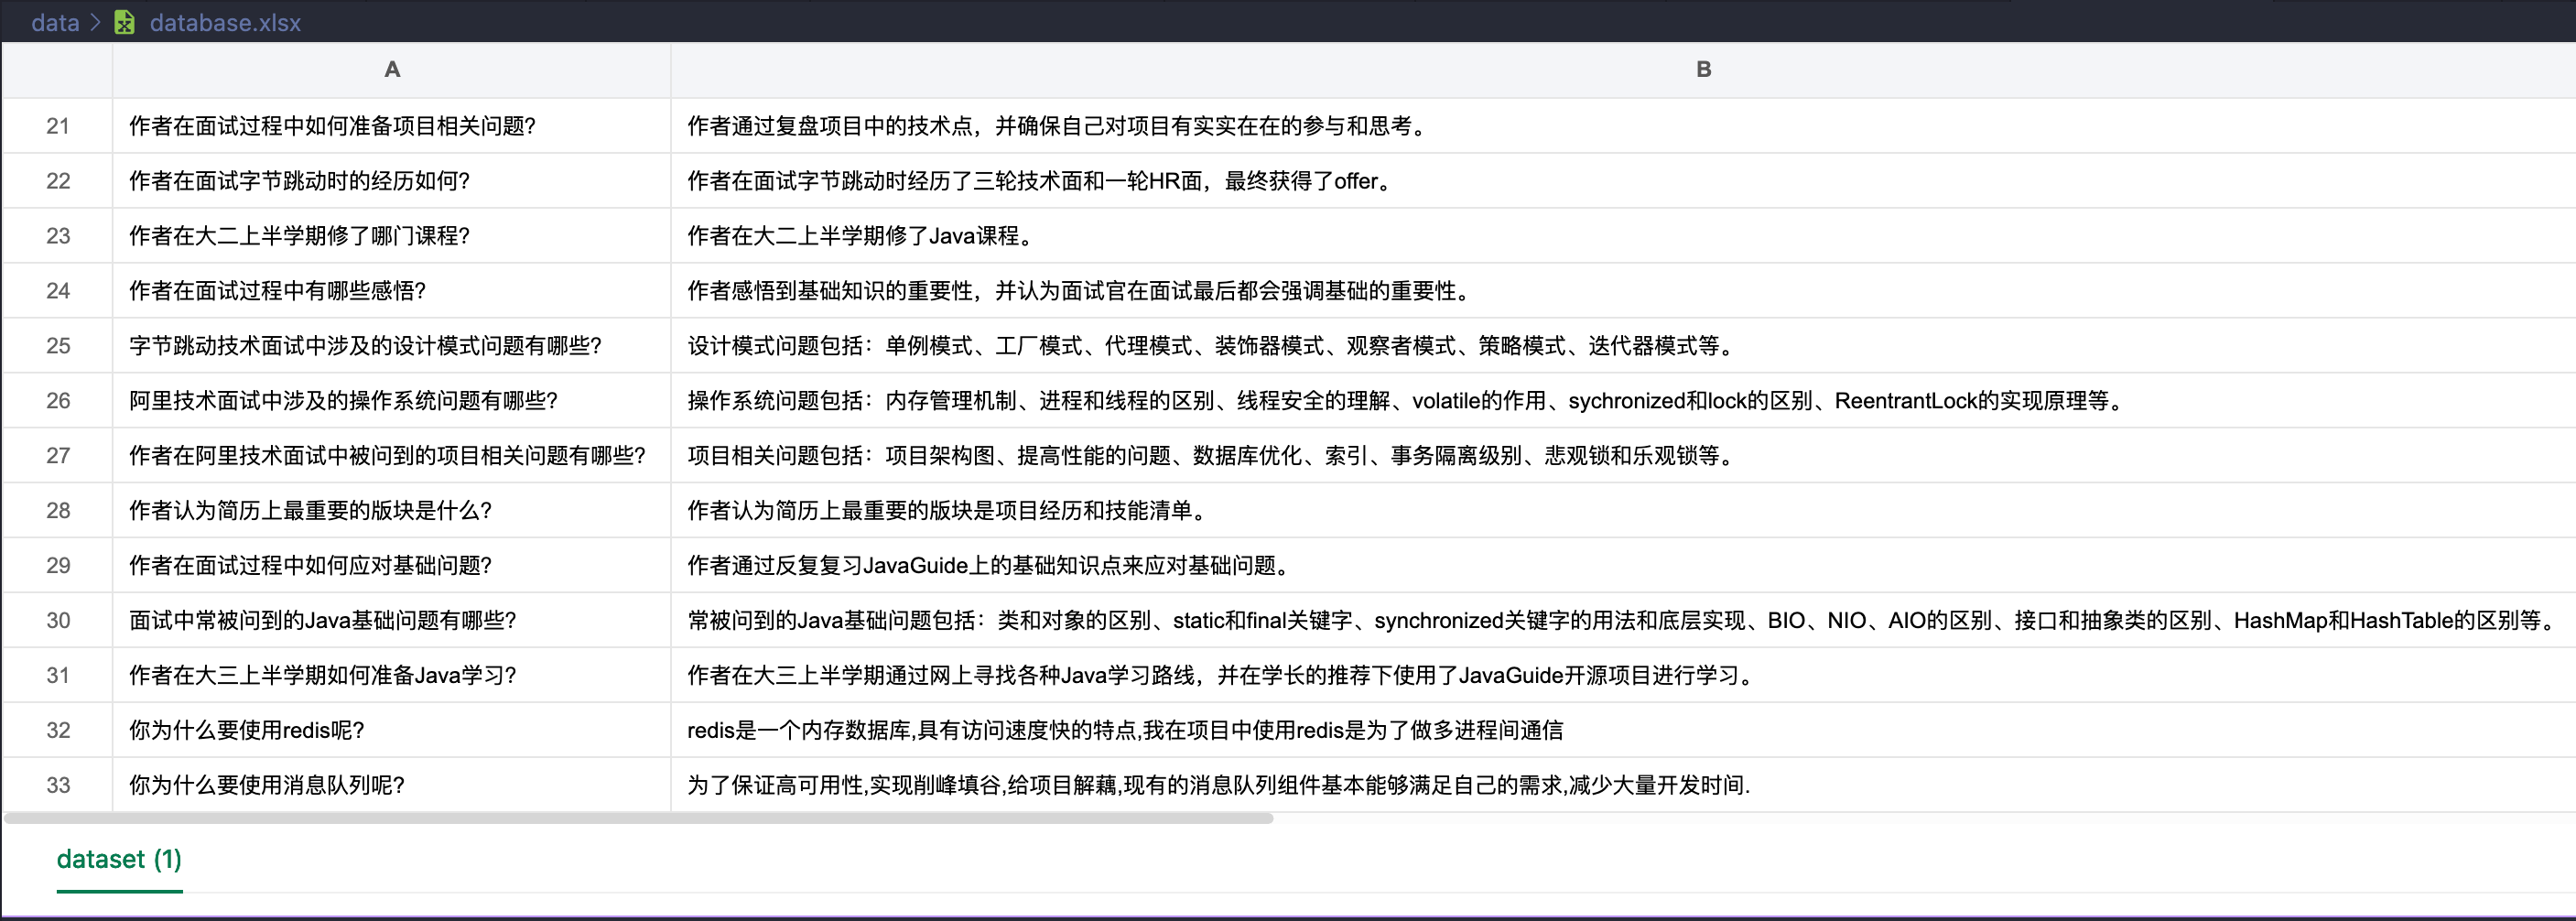 data > database.xlsx
A B
21 作者在面试过程中如何准备项目相关问题? 作者通过复盘项目中的技术点，并确保自己对项目有实实在在的参与和思考。
22 作者在面试字节跳动时的经历如何? 作者在面试字节跳动时经历了三轮技术面和一轮HR面，最终获得了offer。
23 作者在大二上半学期修了哪门课程? 作者在大二上半学期修了Java课程。
24 作者在面试过程中有哪些感悟? 作者感悟到基础知识的重要性，并认为面试官在面试最后都会强调基础的重要性。
25 字节跳动技术面试中涉及的设计模式问题有哪些? 设计模式问题包括：单例模式、工厂模式、代理模式、装饰器模式、观察者模式、策略模式、迭代器模式等。
26 阿里技术面试中涉及的操作系统问题有哪些? 操作系统问题包括：内存管理机制、进程和线程的区别、线程安全的理解、volatile的作用、sychronized和lock的区别、ReentrantLock的实现原理等。
27 作者在阿里技术面试中被问到的项目相关问题有哪些? 项目相关问题包括：项目架构图、提高性能的问题、数据库优化、索引、事务隔离级别、悲观锁和乐观锁等。
28 作者认为简历上最重要的版块是什么? 作者认为简历上最重要的版块是项目经历和技能清单。
29 作者在面试过程中如何应对基础问题? 作者通过反复复习JavaGuide上的基础知识点来应对基础问题。
30 面试中常被问到的Java基础问题有哪些? 常被问到的Java基础问题包括：类和对象的区别、static和final关键字、synchronized关键字的用法和底层实现、BIO、NIO、AIO的区别、接口和抽象类的区别、HashMap和HashTable的区别等。
31 作者在大三上半学期如何准备Java学习? 作者在大三上半学期通过网上寻找各种Java学习路线，并在学长的推荐下使用了JavaGuide开源项目进行学习。
32 你为什么要使用redis呢? redis是一个内存数据库,具有访问速度快的特点,我在项目中使用redis是为了做多进程间通信
33 你为什么要使用消息队列呢? 为了保证高可用性,实现削峰填谷,给项目解藕,现有的消息队列组件基本能够满足自己的需求,减少大量开发时间.
dataset (1)